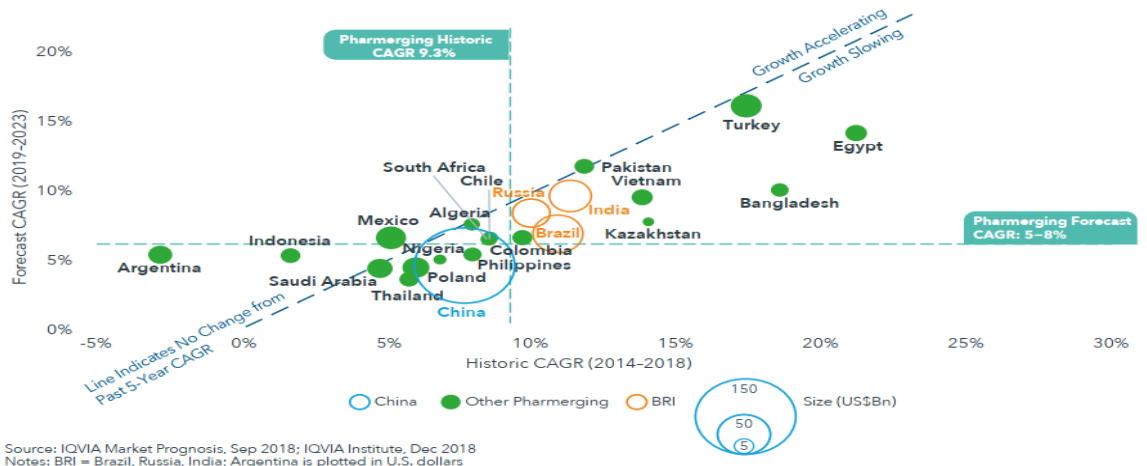 Pharmerging Historic
CAGR 9.3%
Growth Accelerating
Growth Slowing
Forecast CAGR (2019-2023)
20%
15%
10%
5%
0%
Turkey
Egypt
South Africa
Chile
Pakistan
Vietnam
Russia
India
Bangladesh
Algeria
Mexico
Brazil
Kazakhstan
Pharmerging Forecast
CAGR: 5–8%
Indonesia
Nigeria
Colombia
Argentina
Saudi Arabia
Poland
Philippines
Thailand
China
-5%
0%
5%
10%
15%
20%
25%
30%
Historic CAGR (2014–2018)
Line Indicates No Change from
Past 5-Year CAGR
China
Other Pharmerging
BRI
150
50
5
Size (US$Bn)
Source: IQVIA Market Prognosis, Sep 2018; IQVIA Institute, Dec 2018
Notes: BRI = Brazil, Russia, India; Argentina is plotted in U.S. dollars